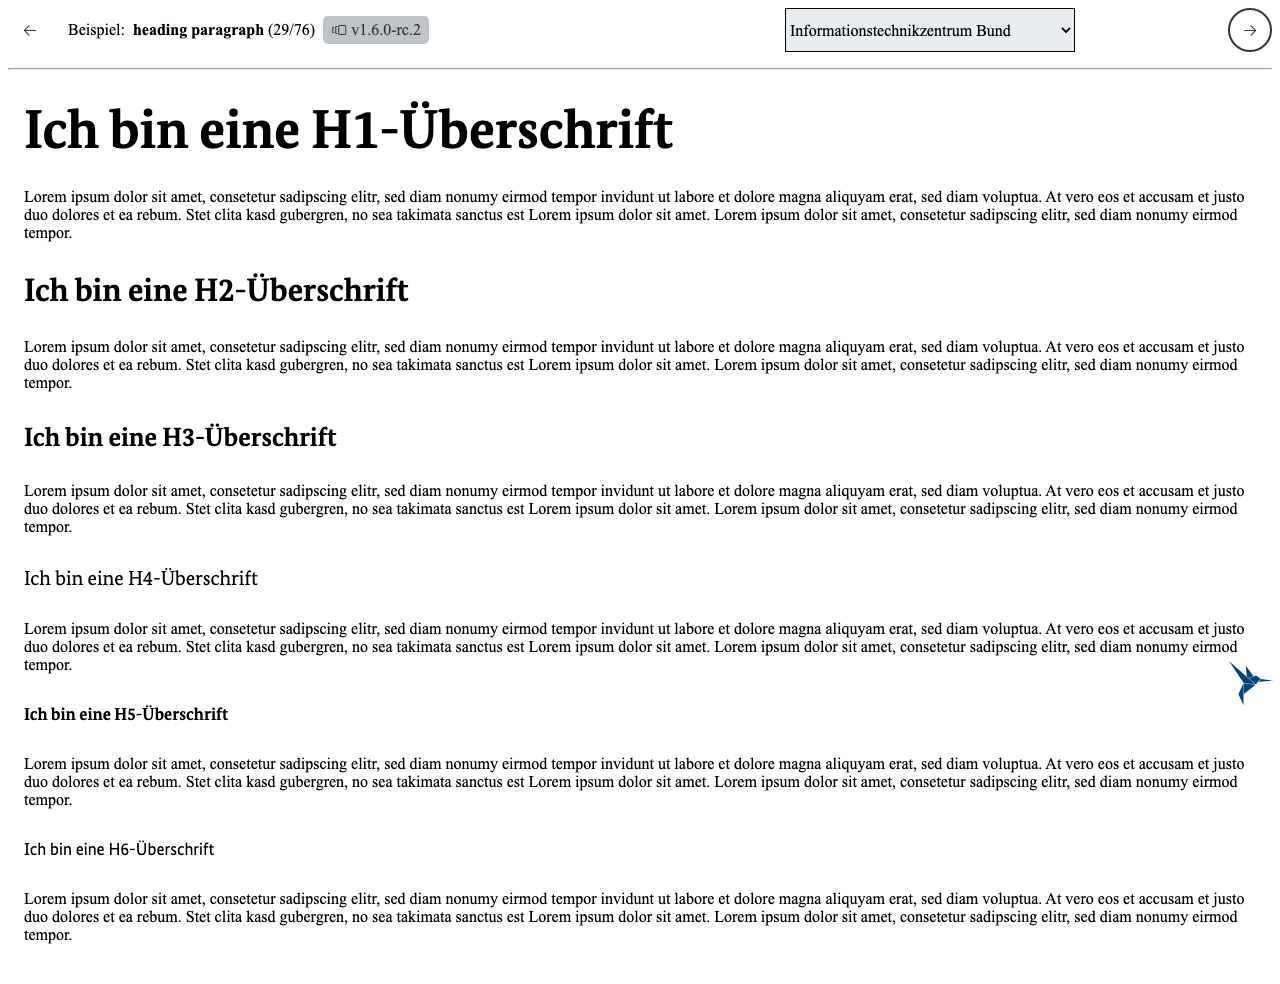 Beispiel: heading paragraph (29/76) v1.6.0-rc.2 Informationstechnikzentrum Bund
Ich bin eine H1-Überschrift
Lorem ipsum dolor sit amet, consetetur sadipscing elitr, sed diam nonumy eirmod tempor invidunt ut labore et dolore magna aliquyam erat, sed diam voluptua. At vero eos et accusam et justo
duo dolores et ea rebum. Stet clita kasd gubergren, no sea takimata sanctus est Lorem ipsum dolor sit amet. Lorem ipsum dolor sit amet, consetetur sadipscing elitr, sed diam nonumy eirmod
tempor.
Ich bin eine H2-Überschrift
Lorem ipsum dolor sit amet, consetetur sadipscing elitr, sed diam nonumy eirmod tempor invidunt ut labore et dolore magna aliquyam erat, sed diam voluptua. At vero eos et accusam et justo
duo dolores et ea rebum. Stet clita kasd gubergren, no sea takimata sanctus est Lorem ipsum dolor sit amet. Lorem ipsum dolor sit amet, consetetur sadipscing elitr, sed diam nonumy eirmod
tempor.
Ich bin eine H3-Überschrift
Lorem ipsum dolor sit amet, consetetur sadipscing elitr, sed diam nonumy eirmod tempor invidunt ut labore et dolore magna aliquyam erat, sed diam voluptua. At vero eos et accusam et justo
duo dolores et ea rebum. Stet clita kasd gubergren, no sea takimata sanctus est Lorem ipsum dolor sit amet. Lorem ipsum dolor sit amet, consetetur sadipscing elitr, sed diam nonumy eirmod
tempor.
Ich bin eine H4-Überschrift
Lorem ipsum dolor sit amet, consetetur sadipscing elitr, sed diam nonumy eirmod tempor invidunt ut labore et dolore magna aliquyam erat, sed diam voluptua. At vero eos et accusam et justo
duo dolores et ea rebum. Stet clita kasd gubergren, no sea takimata sanctus est Lorem ipsum dolor sit amet. Lorem ipsum dolor sit amet, consetetur sadipscing elitr, sed diam nonumy eirmod
tempor.
Ich bin eine H5-Überschrift
Lorem ipsum dolor sit amet, consetetur sadipscing elitr, sed diam nonumy eirmod tempor invidunt ut labore et dolore magna aliquyam erat, sed diam voluptua. At vero eos et accusam et justo
duo dolores et ea rebum. Stet clita kasd gubergren, no sea takimata sanctus est Lorem ipsum dolor sit amet. Lorem ipsum dolor sit amet, consetetur sadipscing elitr, sed diam nonumy eirmod
tempor.
Ich bin eine H6-Überschrift
Lorem ipsum dolor sit amet, consetetur sadipscing elitr, sed diam nonumy eirmod tempor invidunt ut labore et dolore magna aliquyam erat, sed diam voluptua. At vero eos et accusam et justo
duo dolores et ea rebum. Stet clita kasd gubergren, no sea takimata sanctus est Lorem ipsum dolor sit amet. Lorem ipsum dolor sit amet, consetetur sadipscing elitr, sed diam nonumy eirmod
tempor.